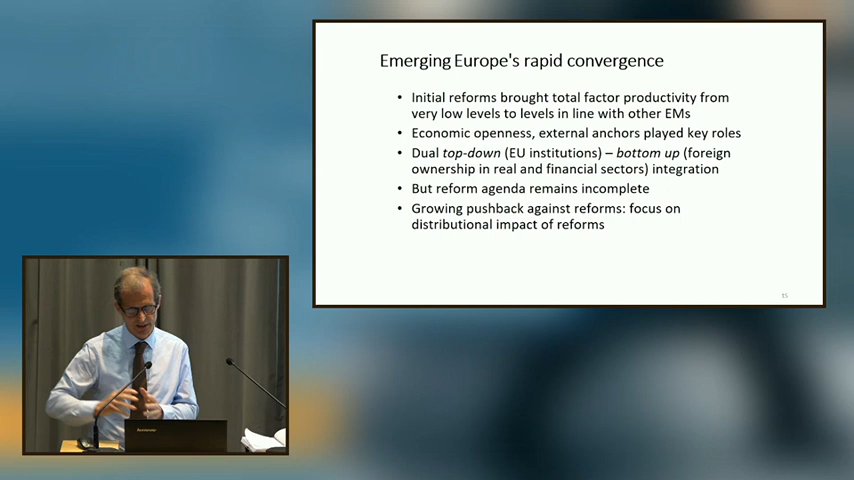 Emerging Europe's rapid convergence
• Initial reforms brought total factor productivity from
very low levels to levels in line with other EMs
• Economic openness, external anchors played key roles
• Dual top-down (EU institutions) – bottom up (foreign
ownership in real and financial sectors) integration
• But reform agenda remains incomplete
• Growing pushback against reforms: focus on
distributional impact of reforms
15
Lenovo